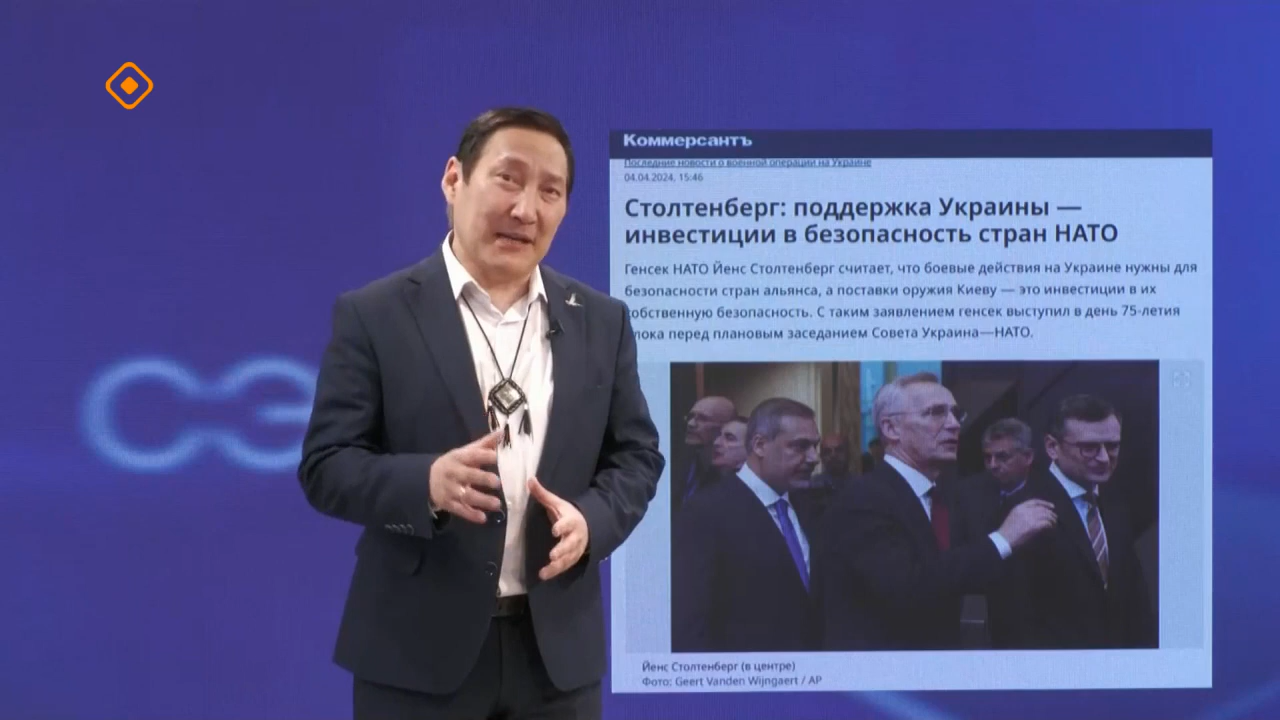 Коммерсантъ
Последние новости о военной операции на Украине
04.04.2024, 15:46
Столтенберг: поддержка Украины —
инвестиции в безопасность стран НАТО
Генсек НАТО Йенс Столтенберг считает, что боевые действия на Украине нужны для
безопасности стран альянса, а поставки оружия Киеву — это инвестиции в их
собственную безопасность. С таким заявлением генсек выступил в день 75-летия
блока перед плановым заседанием Совета Украина—НАТО.
Йенс Столтенберг (в центре)
Фото: Geert Vanden Wijngaert / AP